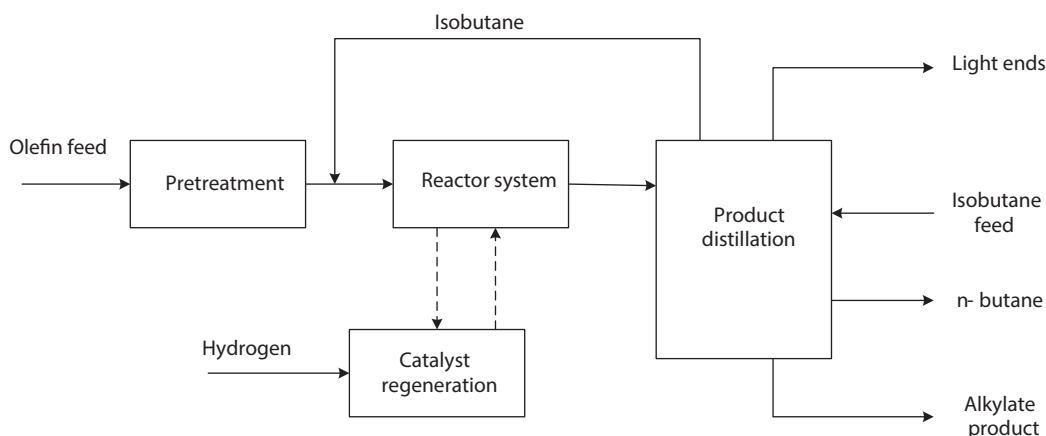 Isobutane
Light ends
Olefin feed
Pretreatment
Reactor system
Product
distillation
Isobutane
feed
n- butane
Hydrogen
Catalyst
regeneration
Alkylate
product